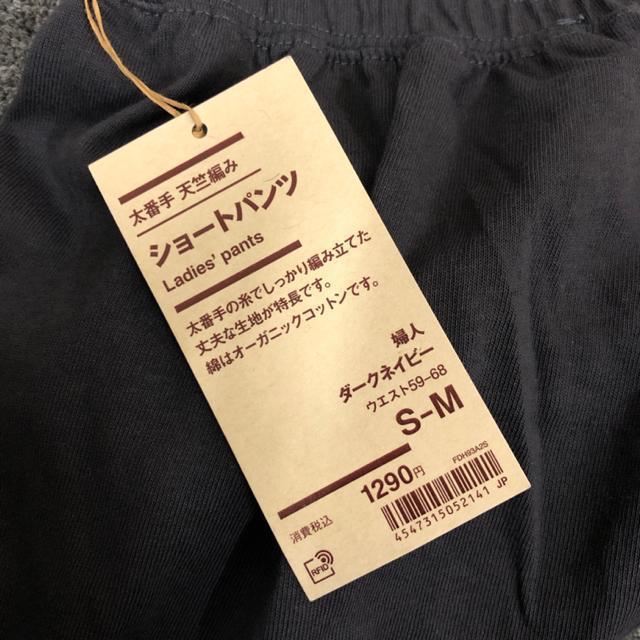 太番手 天竺編み
ショートパンツ
Ladies' pants
太番手の糸でしっかり編み立てた
丈夫な生地が特長です。
綿はオーガニックコットンです。
婦人
ダークネイビー
ウエスト59-68
S-M
FDH93A2S
1290円
消費税込
4547315052141 JP
RFID